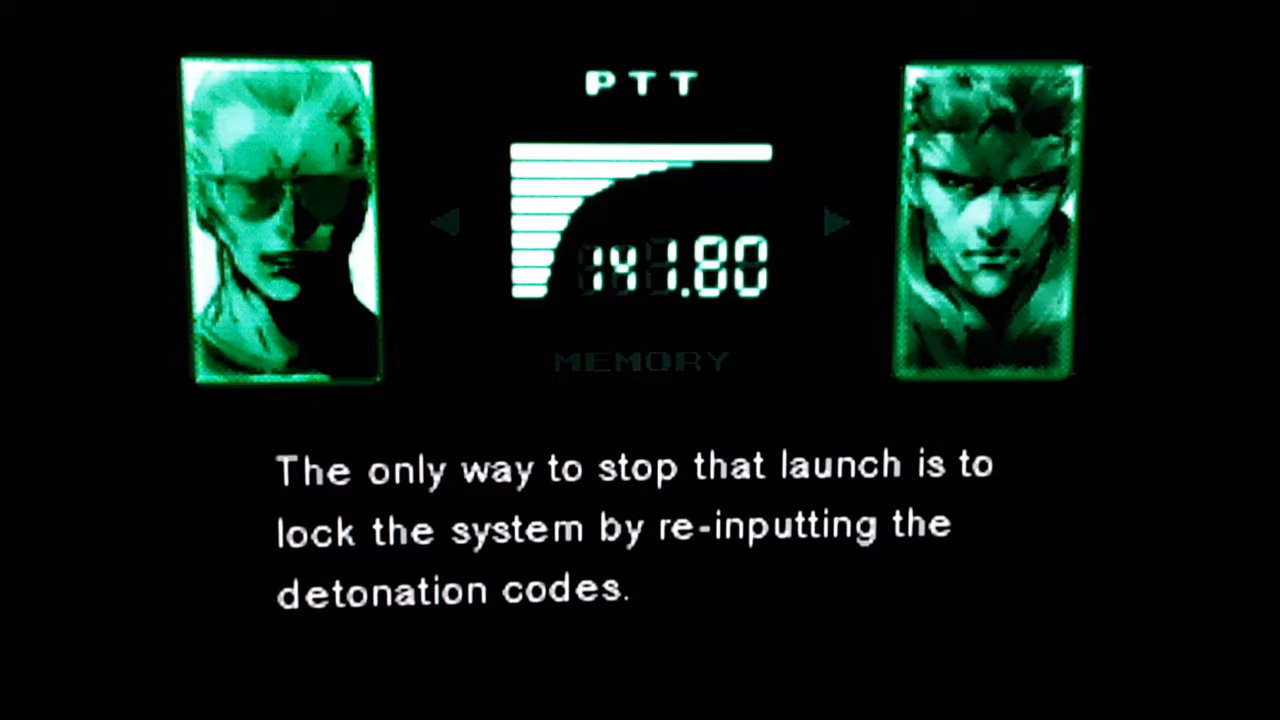 PTT
141.80
MEMORY
The only way to stop that launch is to
lock the system by re-inputting the
detonation codes.